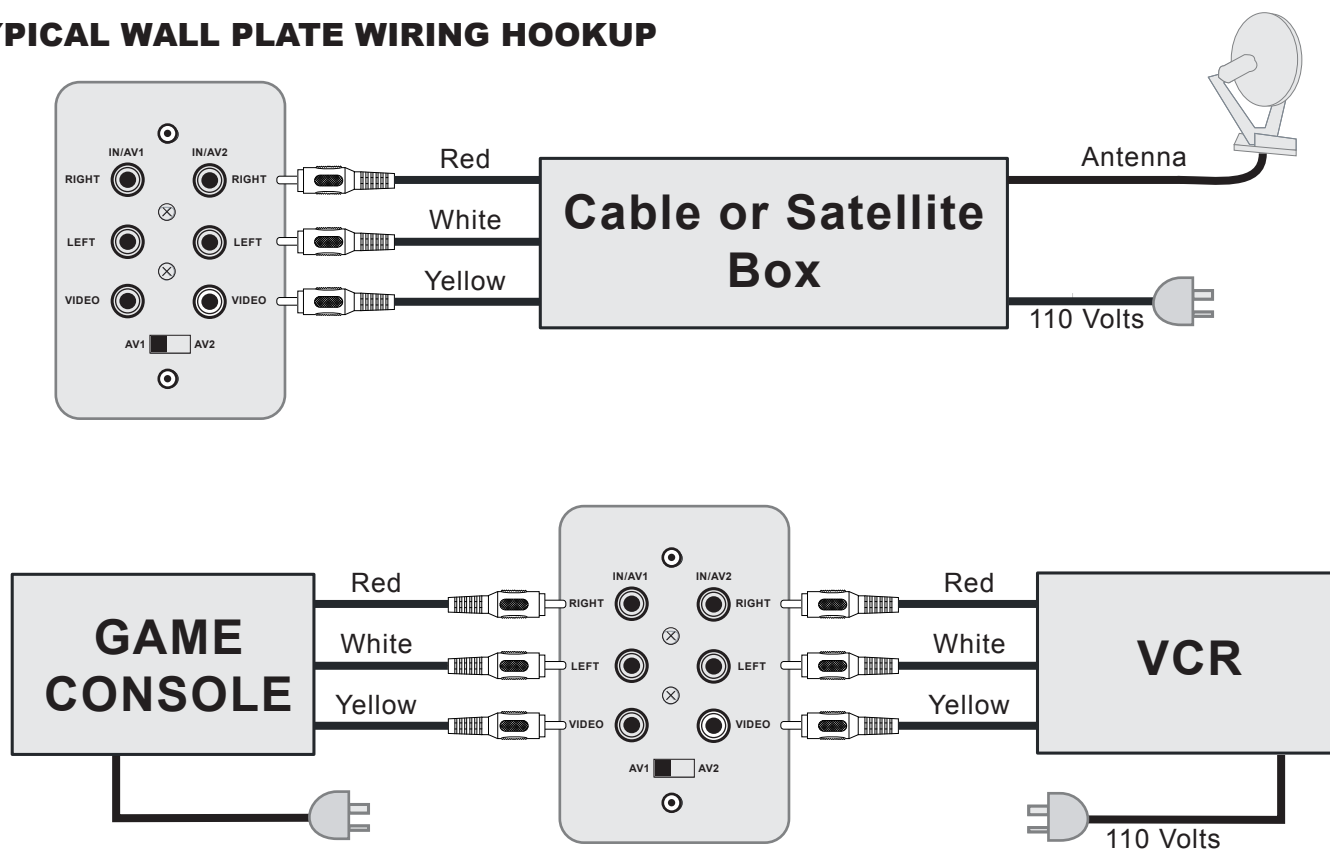 YPICAL WALL PLATE WIRING HOOKUP
IN/AV1 IN/AV2
RIGHT RIGHT
LEFT LEFT
VIDEO VIDEO
AV1 AV2
Red
White
Yellow
Cable or Satellite
Box
Antenna
110 Volts
GAME
CONSOLE
Red
White
Yellow
IN/AV1 IN/AV2
RIGHT RIGHT
LEFT LEFT
VIDEO VIDEO
AV1 AV2
Red
White
Yellow
VCR
110 Volts